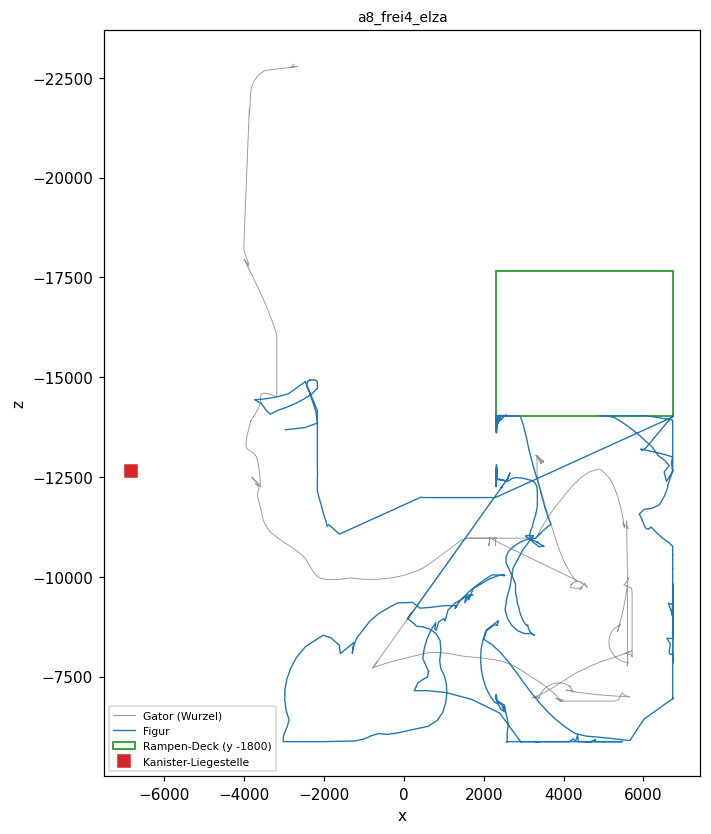 a8_frei4_elza
−22500
−20000
−17500
−15000
−12500
−10000
−7500
z
Gator (Wurzel)
Figur
Rampen-Deck (y -1800)
Kanister-Liegestelle
−6000 −4000 −2000 0 2000 4000 6000
x